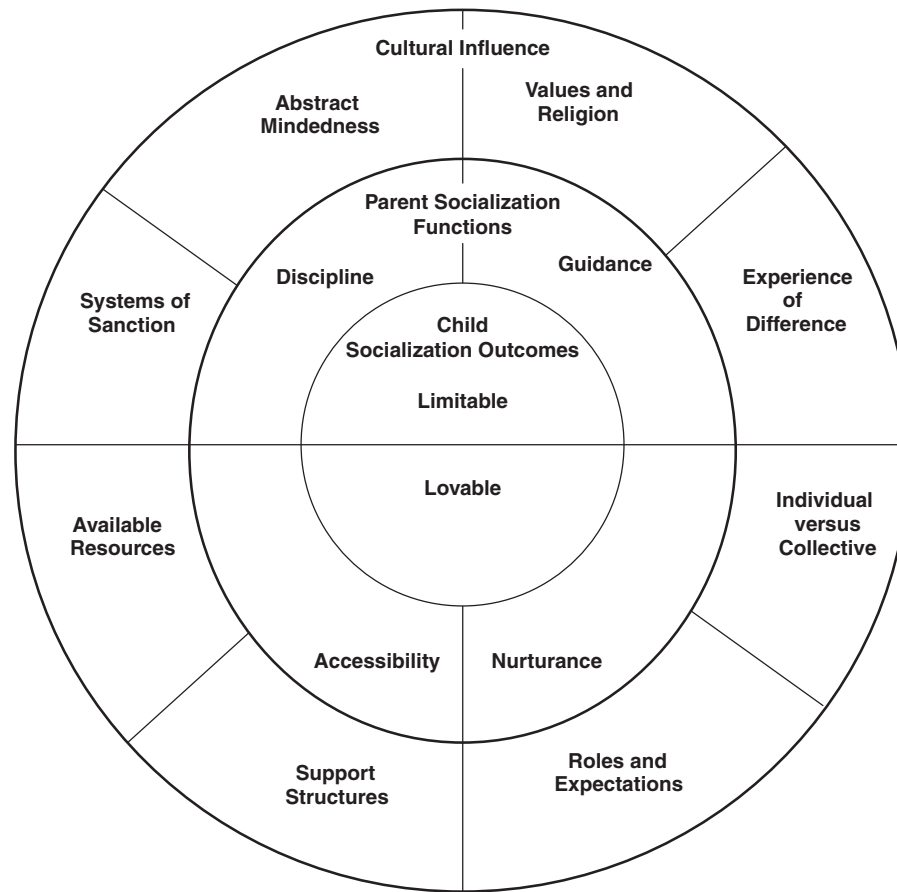 Cultural Influence
Abstract
Mindedness
Values and
Religion
Parent Socialization
Functions
Discipline
Guidance
Systems of
Sanction
Experience
of
Difference
Child
Socialization Outcomes
Limitable
Lovable
Available
Resources
Individual
versus
Collective
Accessibility
Nurturance
Support
Structures
Roles and
Expectations